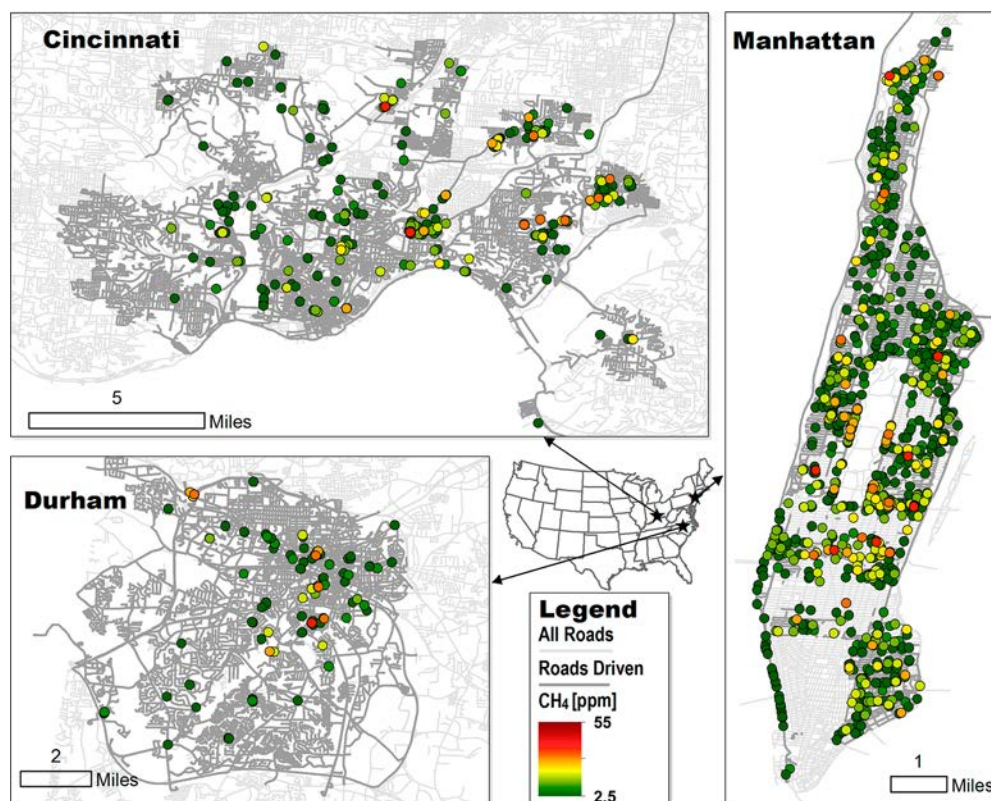 Cincinnati
5
Miles
Manhattan
1
Miles
Durham
2
Miles
Legend
All Roads
Roads Driven
CH₄ [ppm]
55
2.5